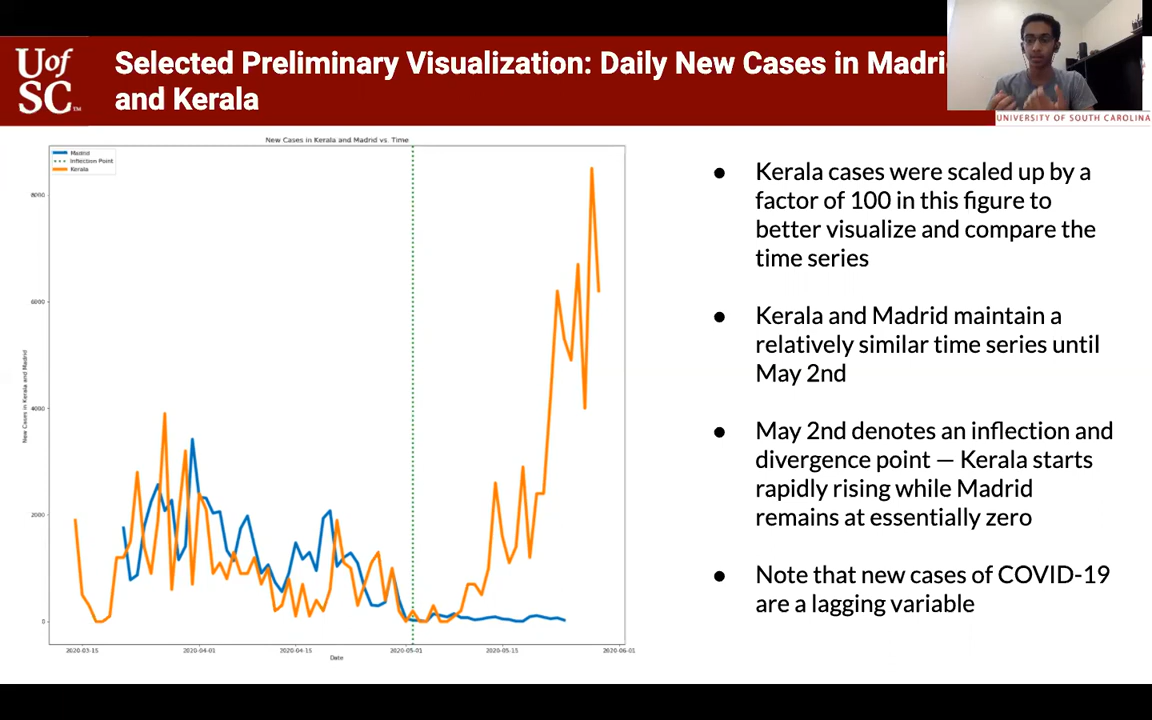 UofSC™
Selected Preliminary Visualization: Daily New Cases in Madri
and Kerala
UNIVERSITY OF SOUTH CAROLINA
New Cases in Kerala and Madrid vs. Time
Madrid
Inflection Point
Kerala
8000
6000
4000
2000
0
New Cases in Kerala and Madrid
2020-03-15
2020-04-01
2020-04-15
2020-05-01
2020-05-15
2020-06-01
Date
● Kerala cases were scaled up by a
factor of 100 in this figure to
better visualize and compare the
time series
● Kerala and Madrid maintain a
relatively similar time series until
May 2nd
● May 2nd denotes an inflection and
divergence point — Kerala starts
rapidly rising while Madrid
remains at essentially zero
● Note that new cases of COVID-19
are a lagging variable